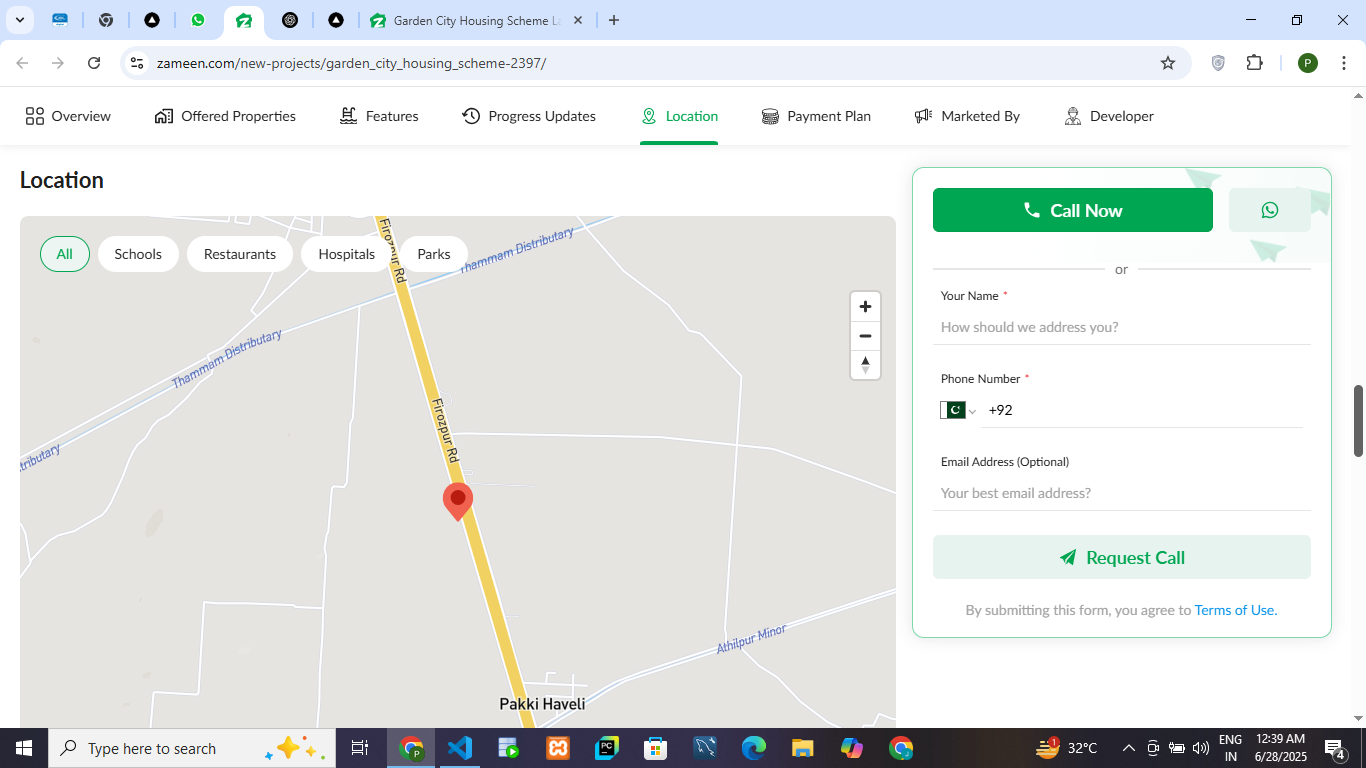 Garden City Housing Scheme L
zameen.com/new-projects/garden_city_housing_scheme-2397/
P
Overview
Offered Properties
Features
Progress Updates
Location
Payment Plan
Marketed By
Developer
Location
All
Schools
Restaurants
Hospitals
Parks
Firozpur Rd
Thammam Distributary
Thammam Distributary
Firozpur Rd
tributary
Athilpur Minor
Pakki Haveli
Call Now
or
Your Name *
How should we address you?
Phone Number *
+92
Email Address (Optional)
Your best email address?
Request Call
By submitting this form, you agree to Terms of Use.
Type here to search
1
32°C
ENG
IN
12:39 AM
6/28/2025
4